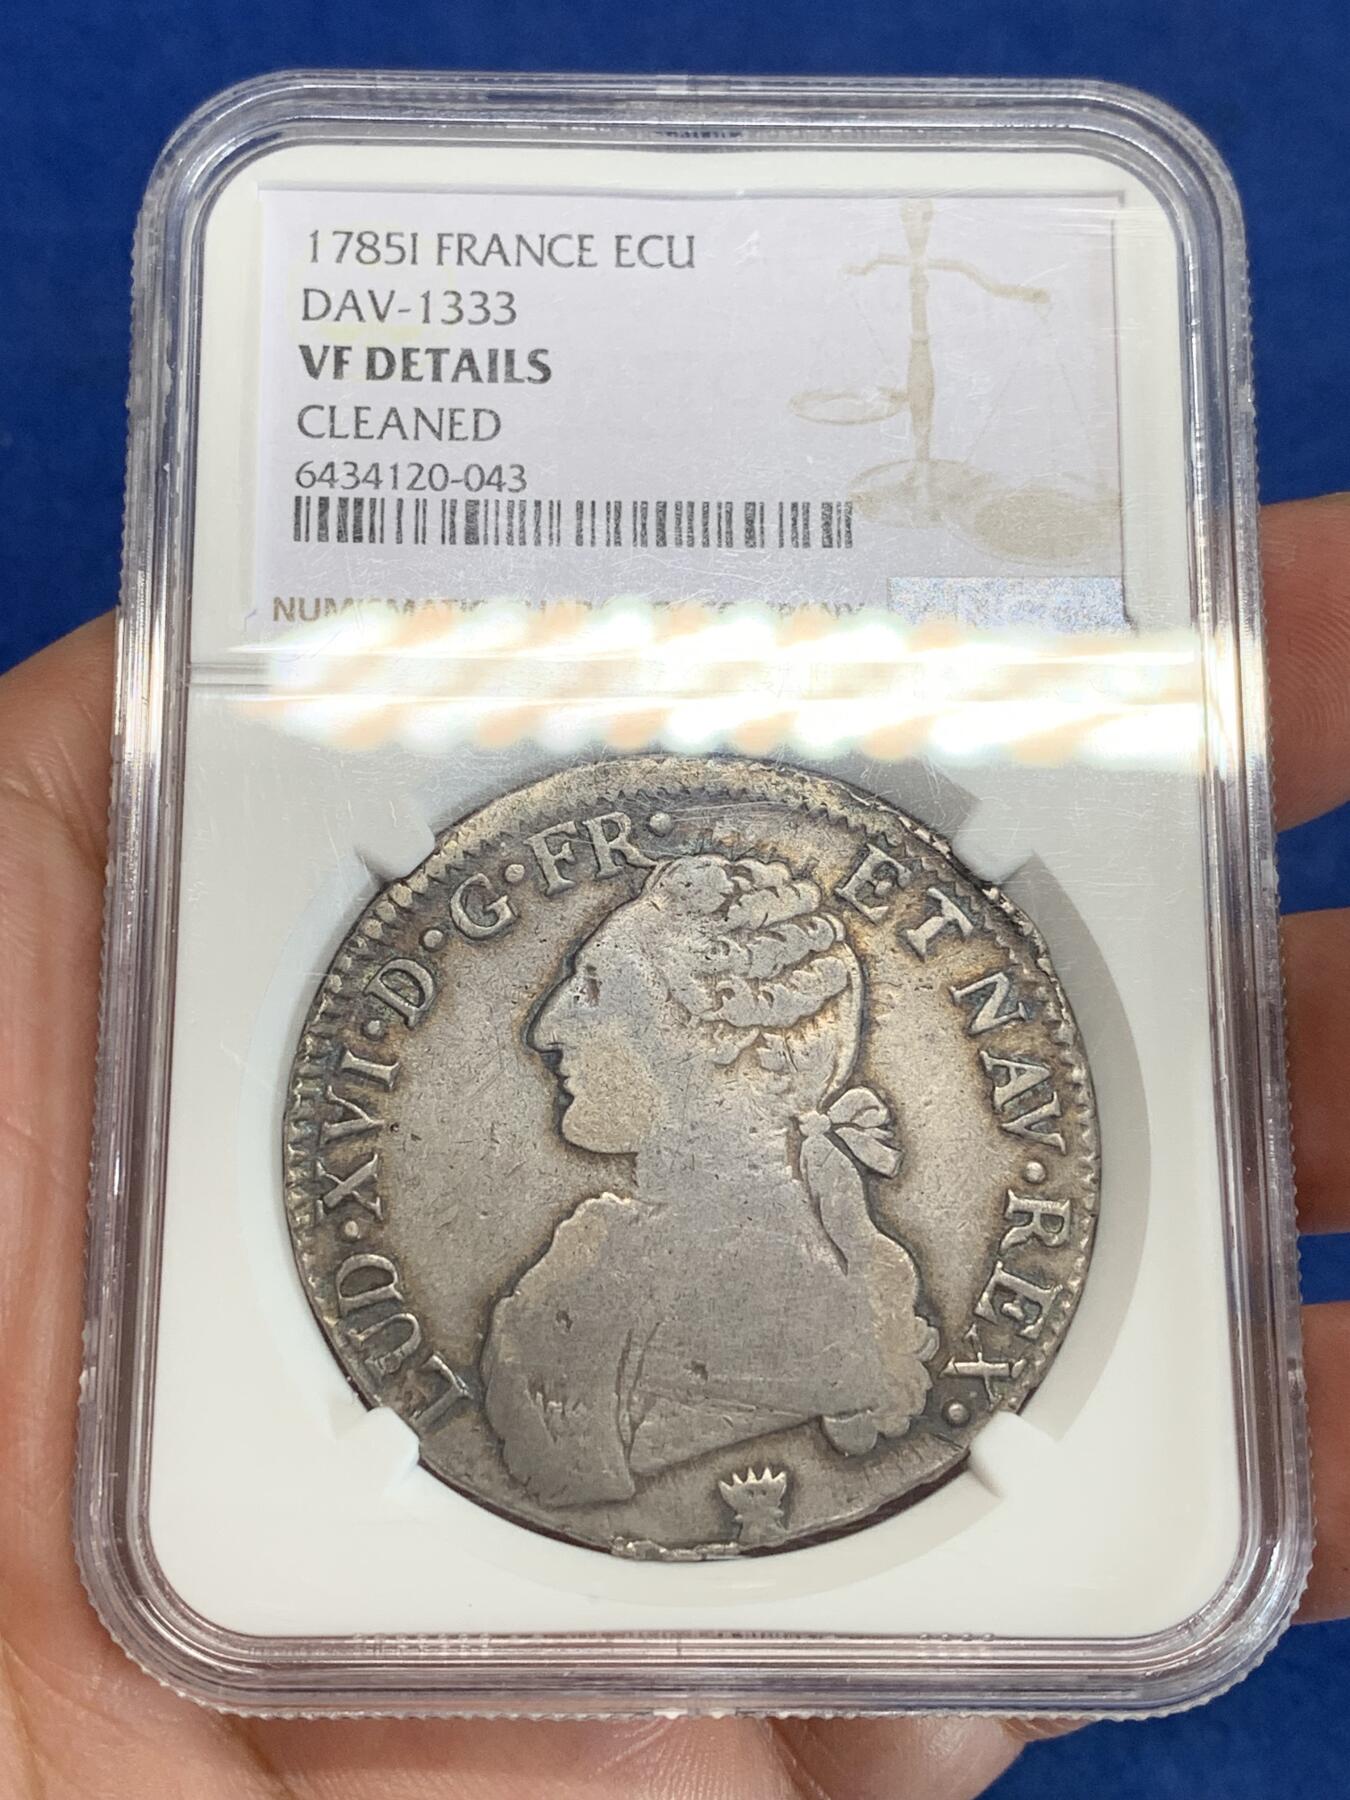 1785I FRANCE ECU
DAV-1333
VF DETAILS
CLEANED
6434120-043
LUD·XVI·D·G·FR· ET NAV·REX·